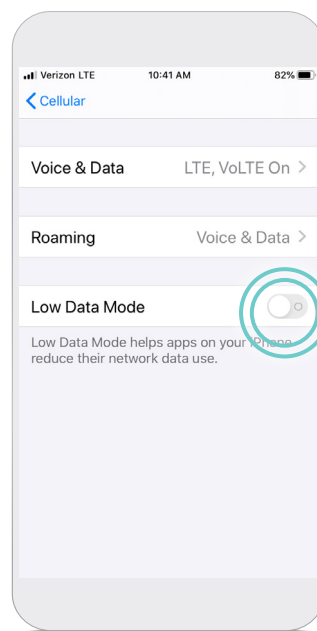 Verizon LTE 10:41 AM 82%
Cellular
Voice & Data LTE, VoLTE On
Roaming Voice & Data
Low Data Mode
Low Data Mode helps apps on your iPhone
reduce their network data use.